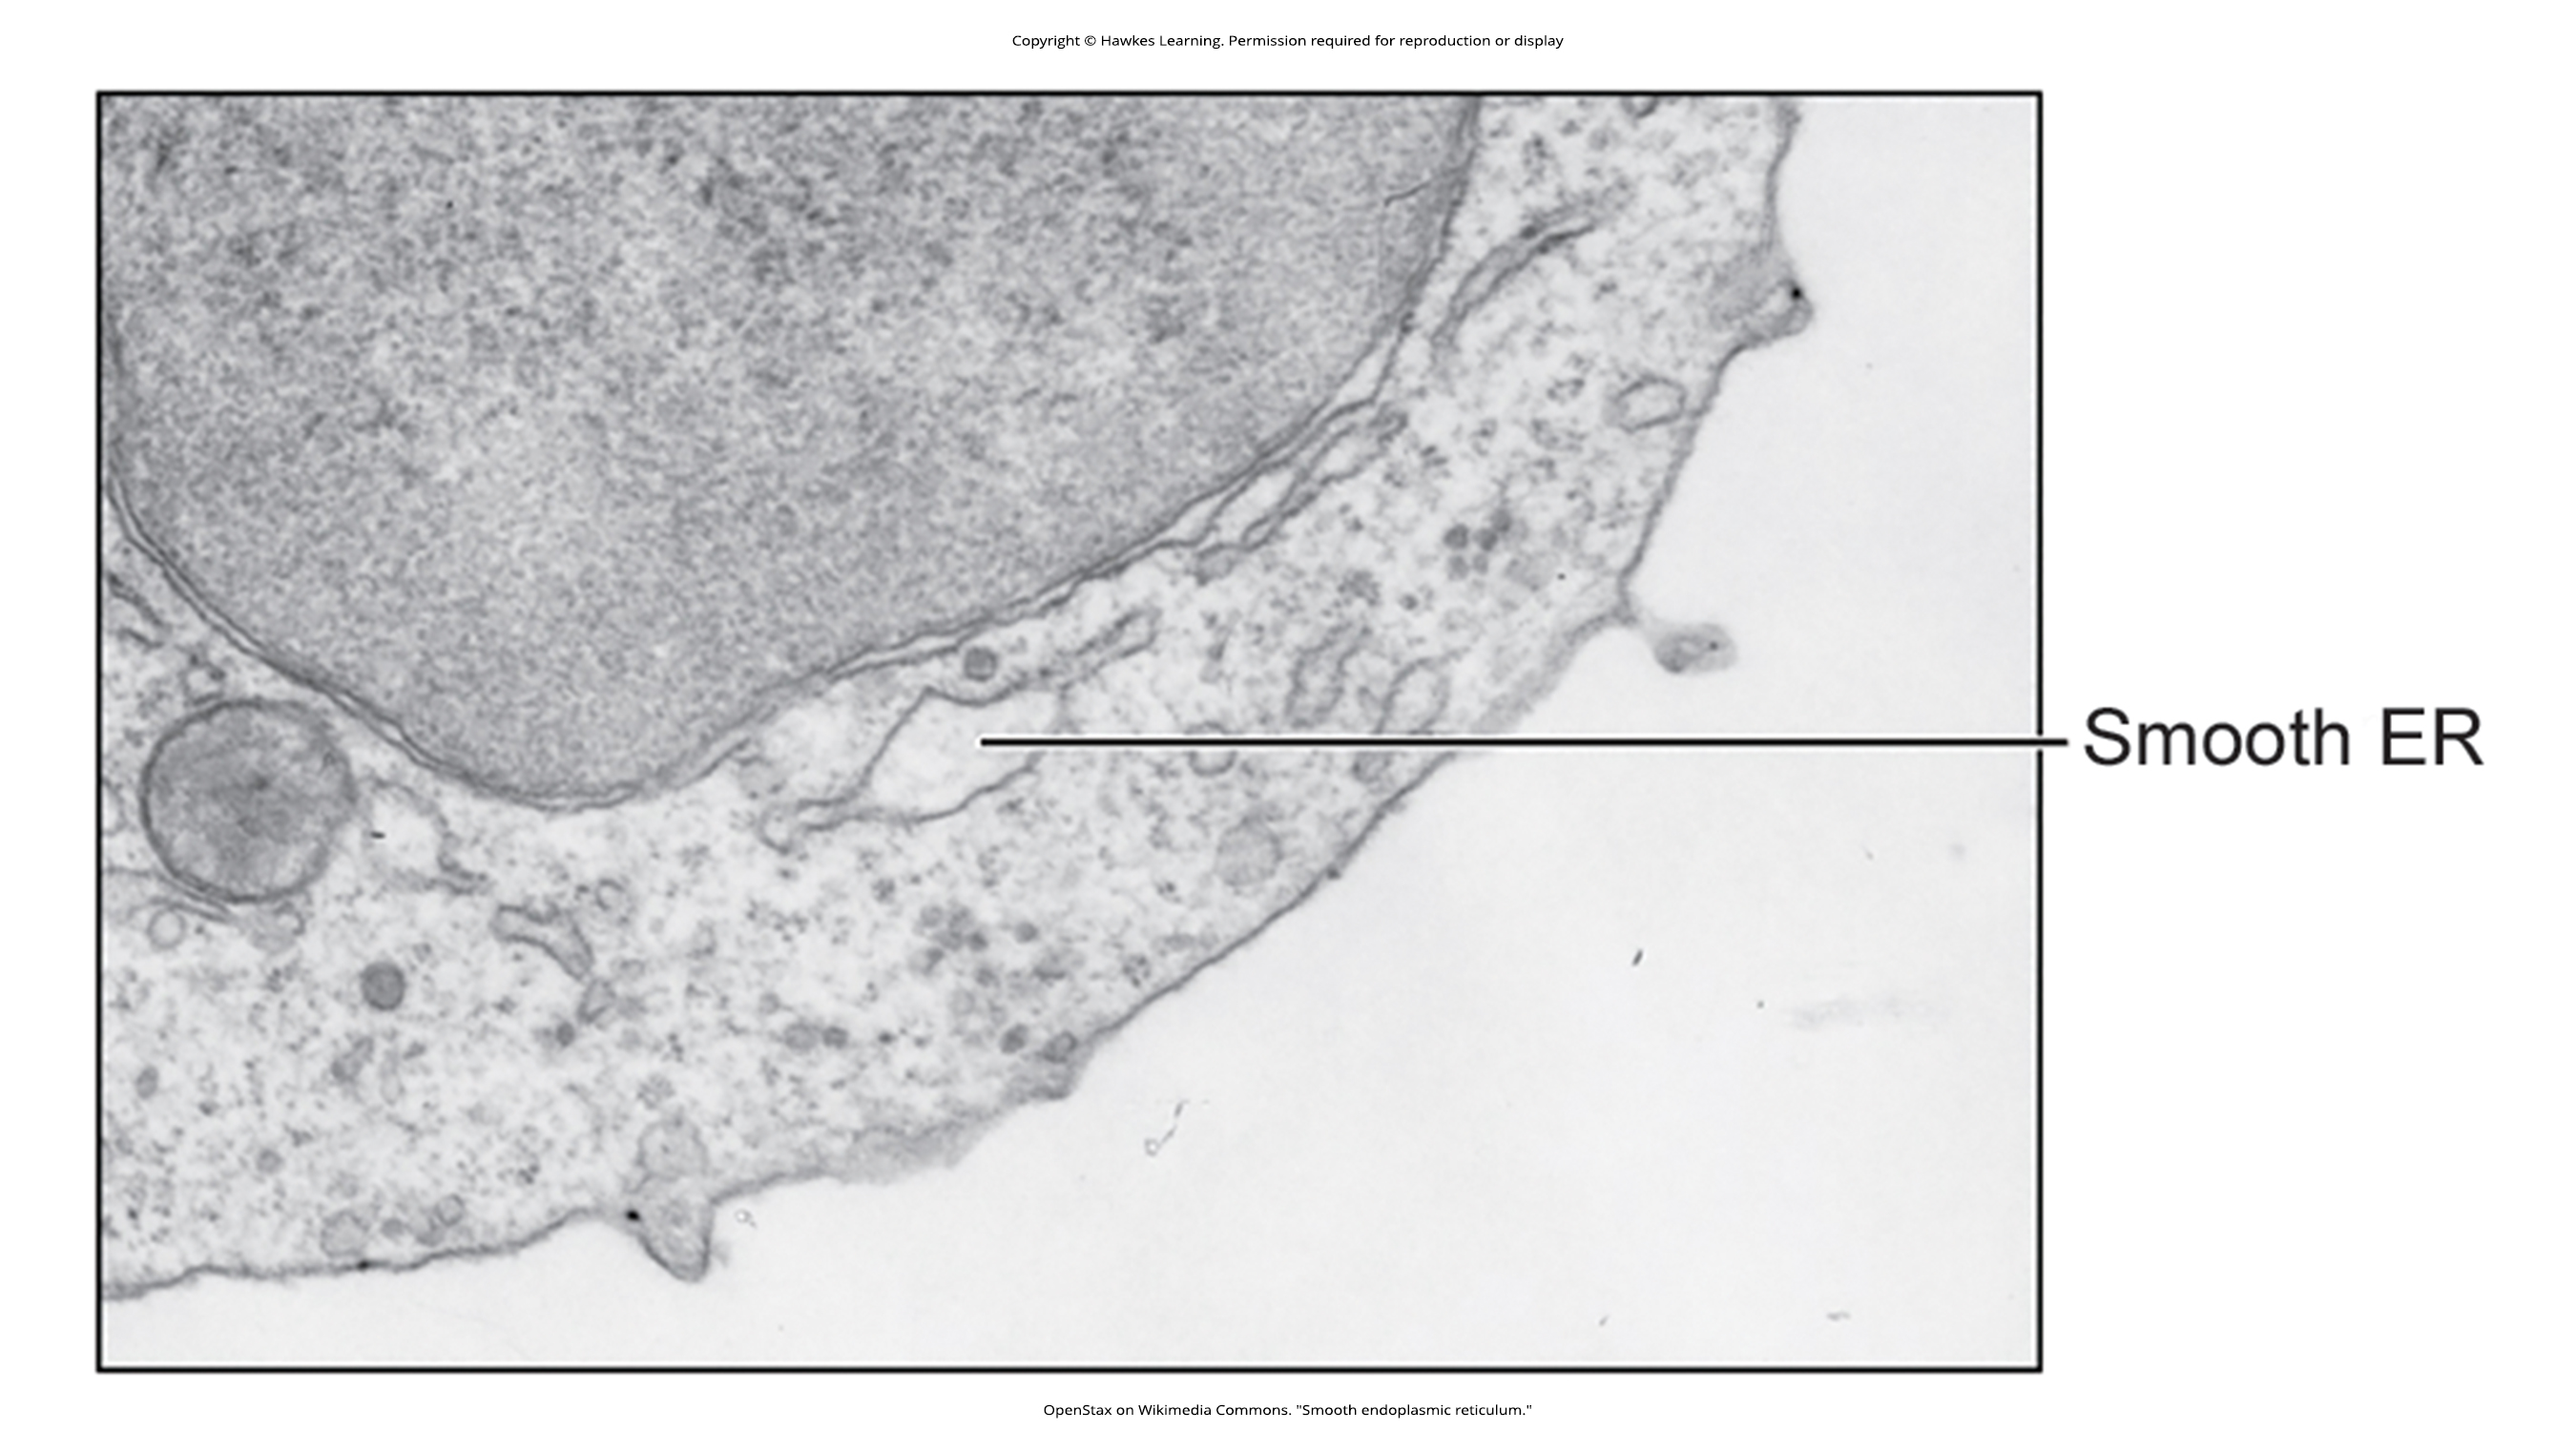 Copyright © Hawkes Learning. Permission required for reproduction or display
Smooth ER
OpenStax on Wikimedia Commons. "Smooth endoplasmic reticulum."